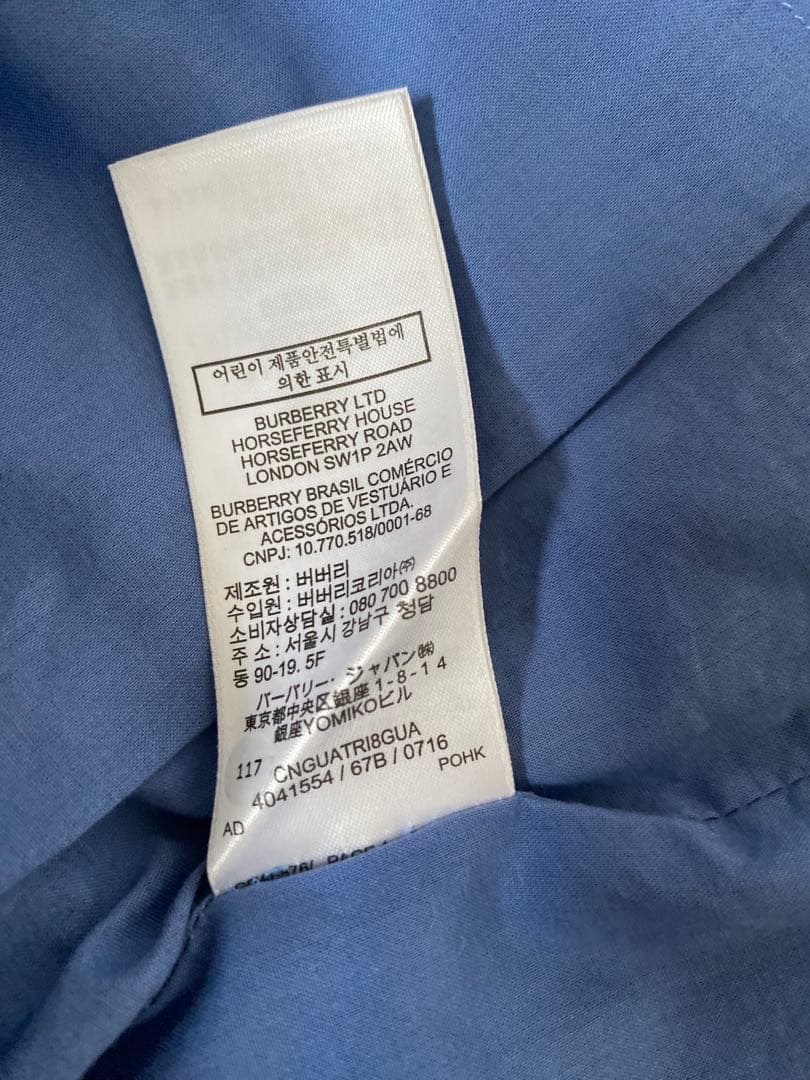 어린이 제품안전특별법에
의한 표시
BURBERRY LTD
HORSEFERRY HOUSE
HORSEFERRY ROAD
LONDON SW1P 2AW
BURBERRY BRASIL COMÉRCIO
DE ARTIGOS DE VESTUÁRIO E
ACESSÓRIOS LTDA.
CNPJ: 10.770.518/0001-68
제조원 : 버버리
수입원 : 버버리코리아㈜
소비자상담실 : 080 700 8800
주 소 : 서울시 강남구 청담
동 90-19. 5F
バーバリー・ジャパン㈱
東京都中央区銀座1-8-14
銀座YOMIKOビル
117 CNGUATRI8GUA
4041554 / 67B / 0716
AD POHK